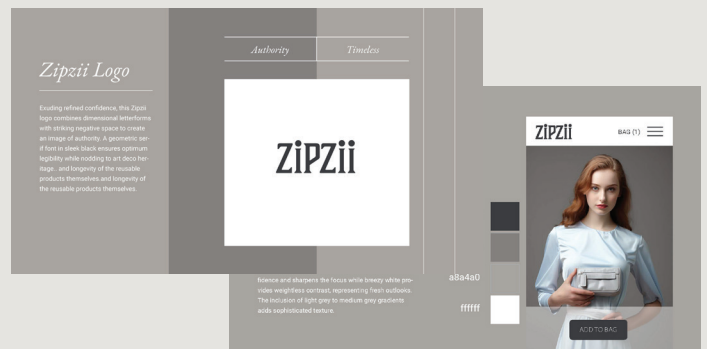 Authority
Timeless
Zipzii Logo
Exuding refined confidence, this Zipzii
logo combines dimensional letterforms
with striking negative space to create
an image of authority. A geometric ser-
if font in sleek black ensures optimum
legibility while nodding to art deco her-
itage.. and longevity of the reusable
products themselves.and longevity of
the reusable products themselves.
ZiPZii
ZiPZii
BAG (1)
ficence and sharpens the focus while breezy white pro-
vides weightless contrast, representing fresh outlooks.
The inclusion of light grey to medium grey gradients
adds sophisticated texture.
a8a4a0
ffffff
ADD TO BAG